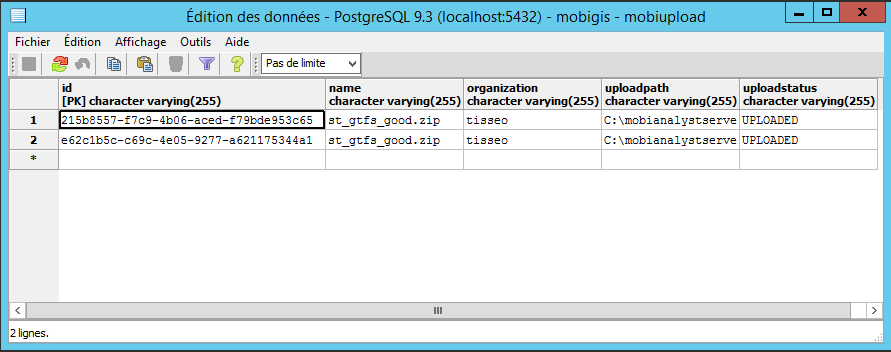 Édition des données - PostgreSQL 9.3 (localhost:5432) - mobigis - mobiupload
Fichier Édition Affichage Outils Aide
Pas de limite
id name organization uploadpath uploadstatus
[PK] character varying(255) character varying(255) character varying(255) character varying(255) character varying(255)
1 215b8557-f7c9-4b06-aced-f79bde953c65 st_gtfs_good.zip tisseo C:\mobianalystserve UPLOADED
2 e62c1b5c-c69c-4e05-9277-a621175344a1 st_gtfs_good.zip tisseo C:\mobianalystserve UPLOADED
*
2 lignes.